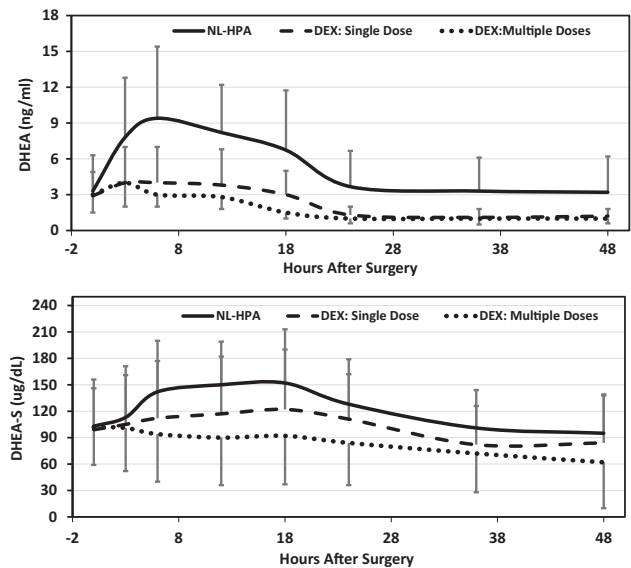 18
NL-HPA DEX: Single Dose DEX:Multiple Doses
15
12
9
6
3
0
DHEA (ng/ml)
-2 8 18 28 38 48
Hours After Surgery
240
NL-HPA DEX: Single Dose DEX: Multiple Doses
210
180
150
120
90
60
30
0
DHEA-S (ug/dL)
-2 8 18 28 38 48
Hours After Surgery